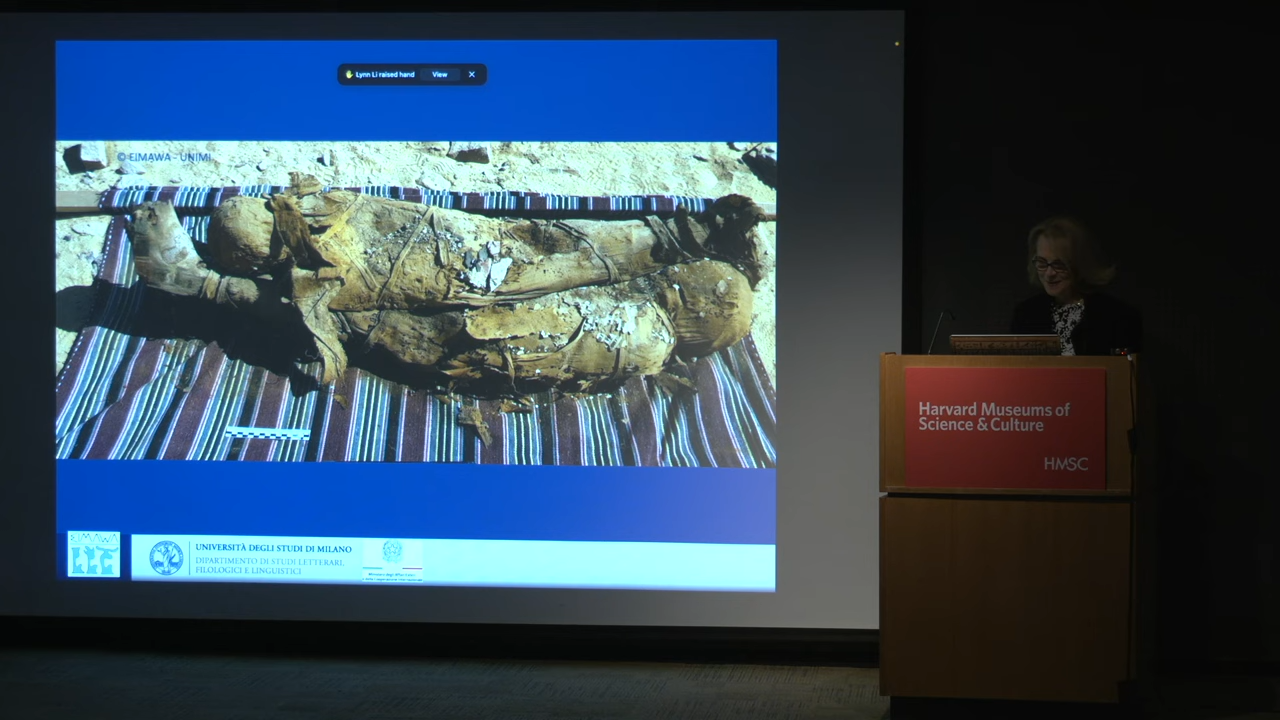 Lynn Li raised hand View
© EIMAWA - UNIMI
EIMAWA
UNIVERSITÀ DEGLI STUDI DI MILANO
DIPARTIMENTO DI STUDI LETTERARI,
FILOLOGICI E LINGUISTICI
Harvard Museums of
Science & Culture
HMSC